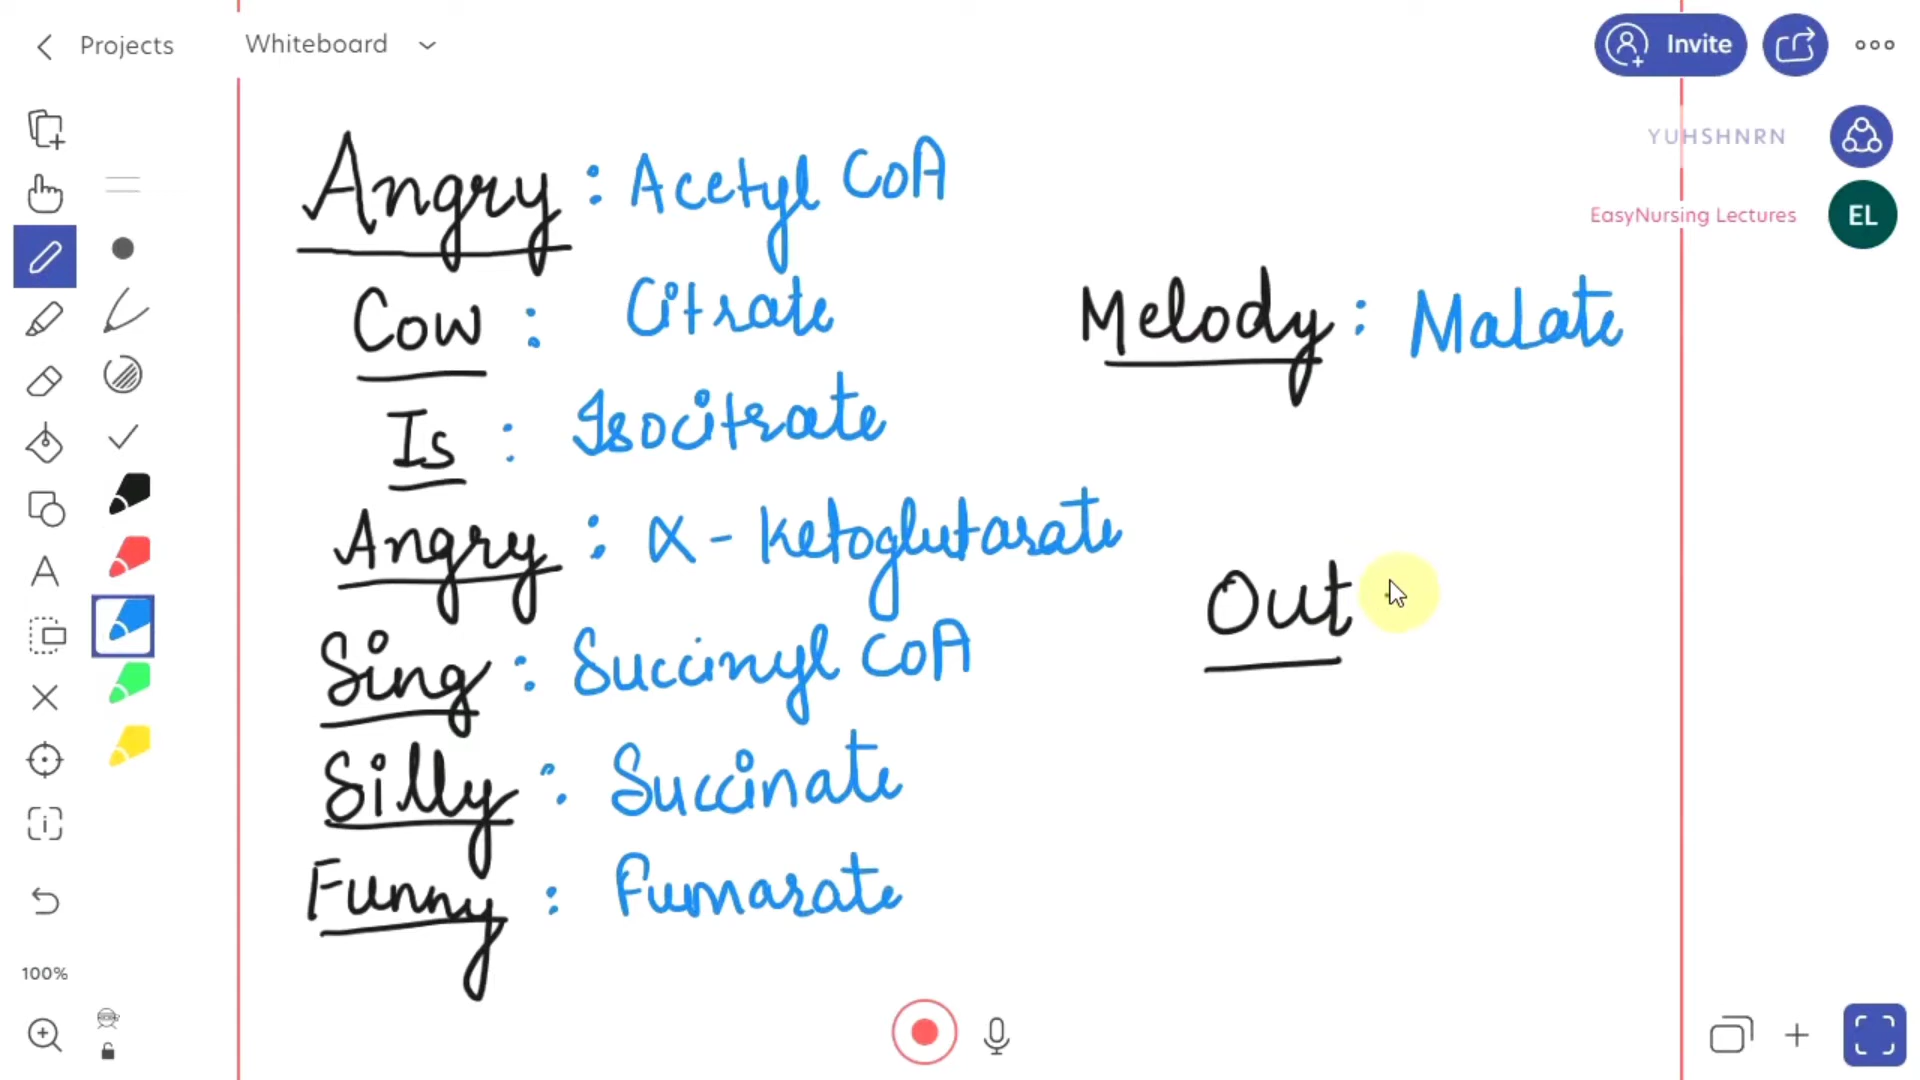 Projects
Whiteboard
Invite
YUHSHNRN
EasyNursing Lectures
EL
Angry : Acetyl CoA
Cow : Citrate
Is : Isocitrate
Angry : α - Ketoglutarate
Sing : Succinyl CoA
Silly : Succinate
Funny : Fumarate
Melody : Malate
Out
100%